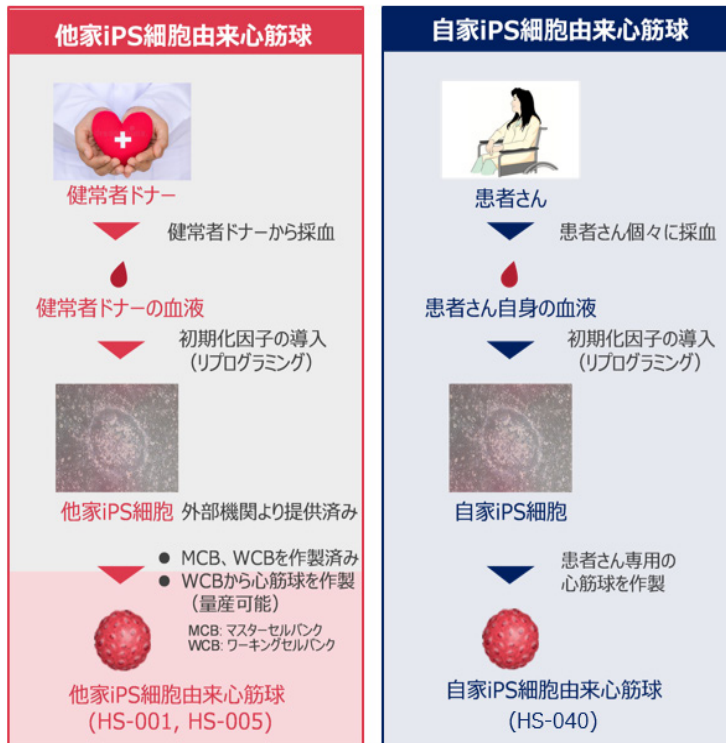 他家iPS細胞由来心筋球
健常者ドナー
健常者ドナーから採血
健常者ドナーの血液
初期化因子の導入
(リプログラミング)
他家iPS細胞 外部機関より提供済み
● MCB、WCBを作製済み
● WCBから心筋球を作製
(量産可能)
MCB: マスターセルバンク
WCB: ワーキングセルバンク
他家iPS細胞由来心筋球
(HS-001, HS-005)
自家iPS細胞由来心筋球
患者さん
患者さん個々に採血
患者さん自身の血液
初期化因子の導入
(リプログラミング)
自家iPS細胞
患者さん専用の
心筋球を作製
自家iPS細胞由来心筋球
(HS-040)